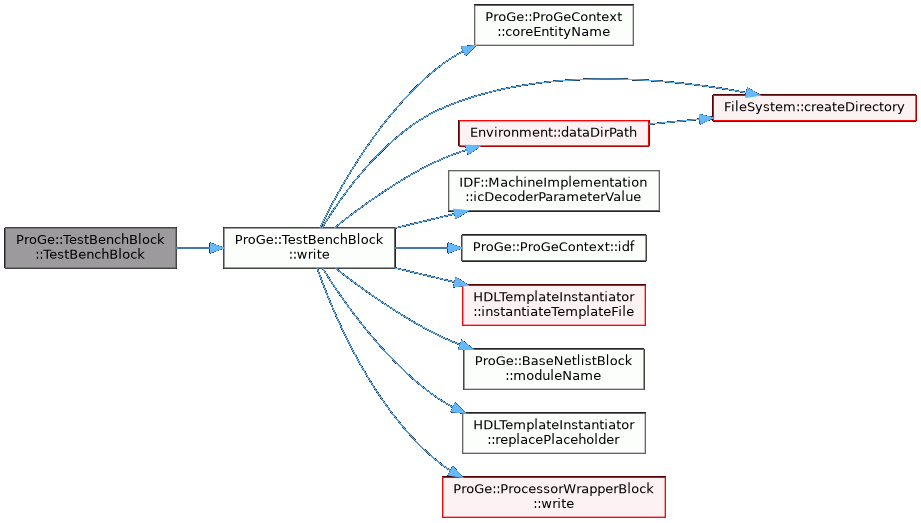 ProGe::ProGeContext
::coreEntityName
FileSystem::createDirectory
Environment::dataDirPath
IDF::MachineImplementation
::icDecoderParameterValue
ProGe::TestBenchBlock
::TestBenchBlock
ProGe::TestBenchBlock
::write
ProGe::ProGeContext::idf
HDLTemplateInstantiator
::instantiateTemplateFile
ProGe::BaseNetlistBlock
::moduleName
HDLTemplateInstantiator
::replacePlaceholder
ProGe::ProcessorWrapperBlock
::write